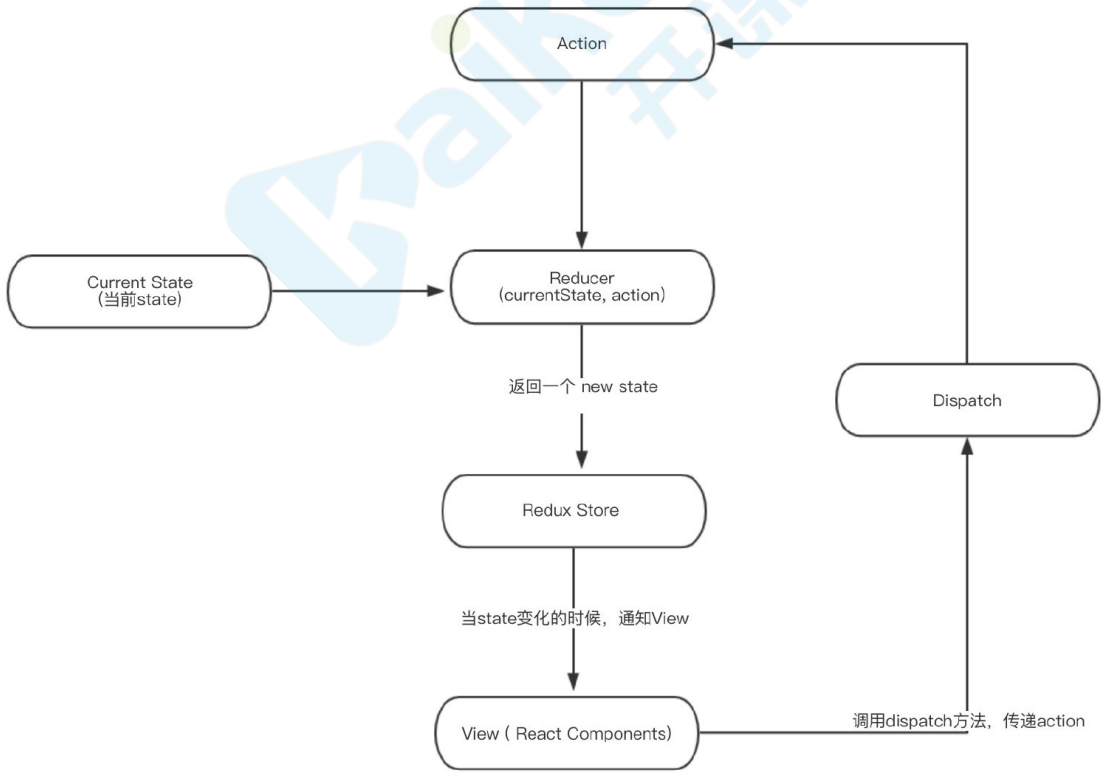 Action
Current State
(当前state)
Reducer
(currentState, action)
返回一个 new state
Dispatch
Redux Store
当state变化的时候，通知View
View ( React Components)
调用dispatch方法，传递action